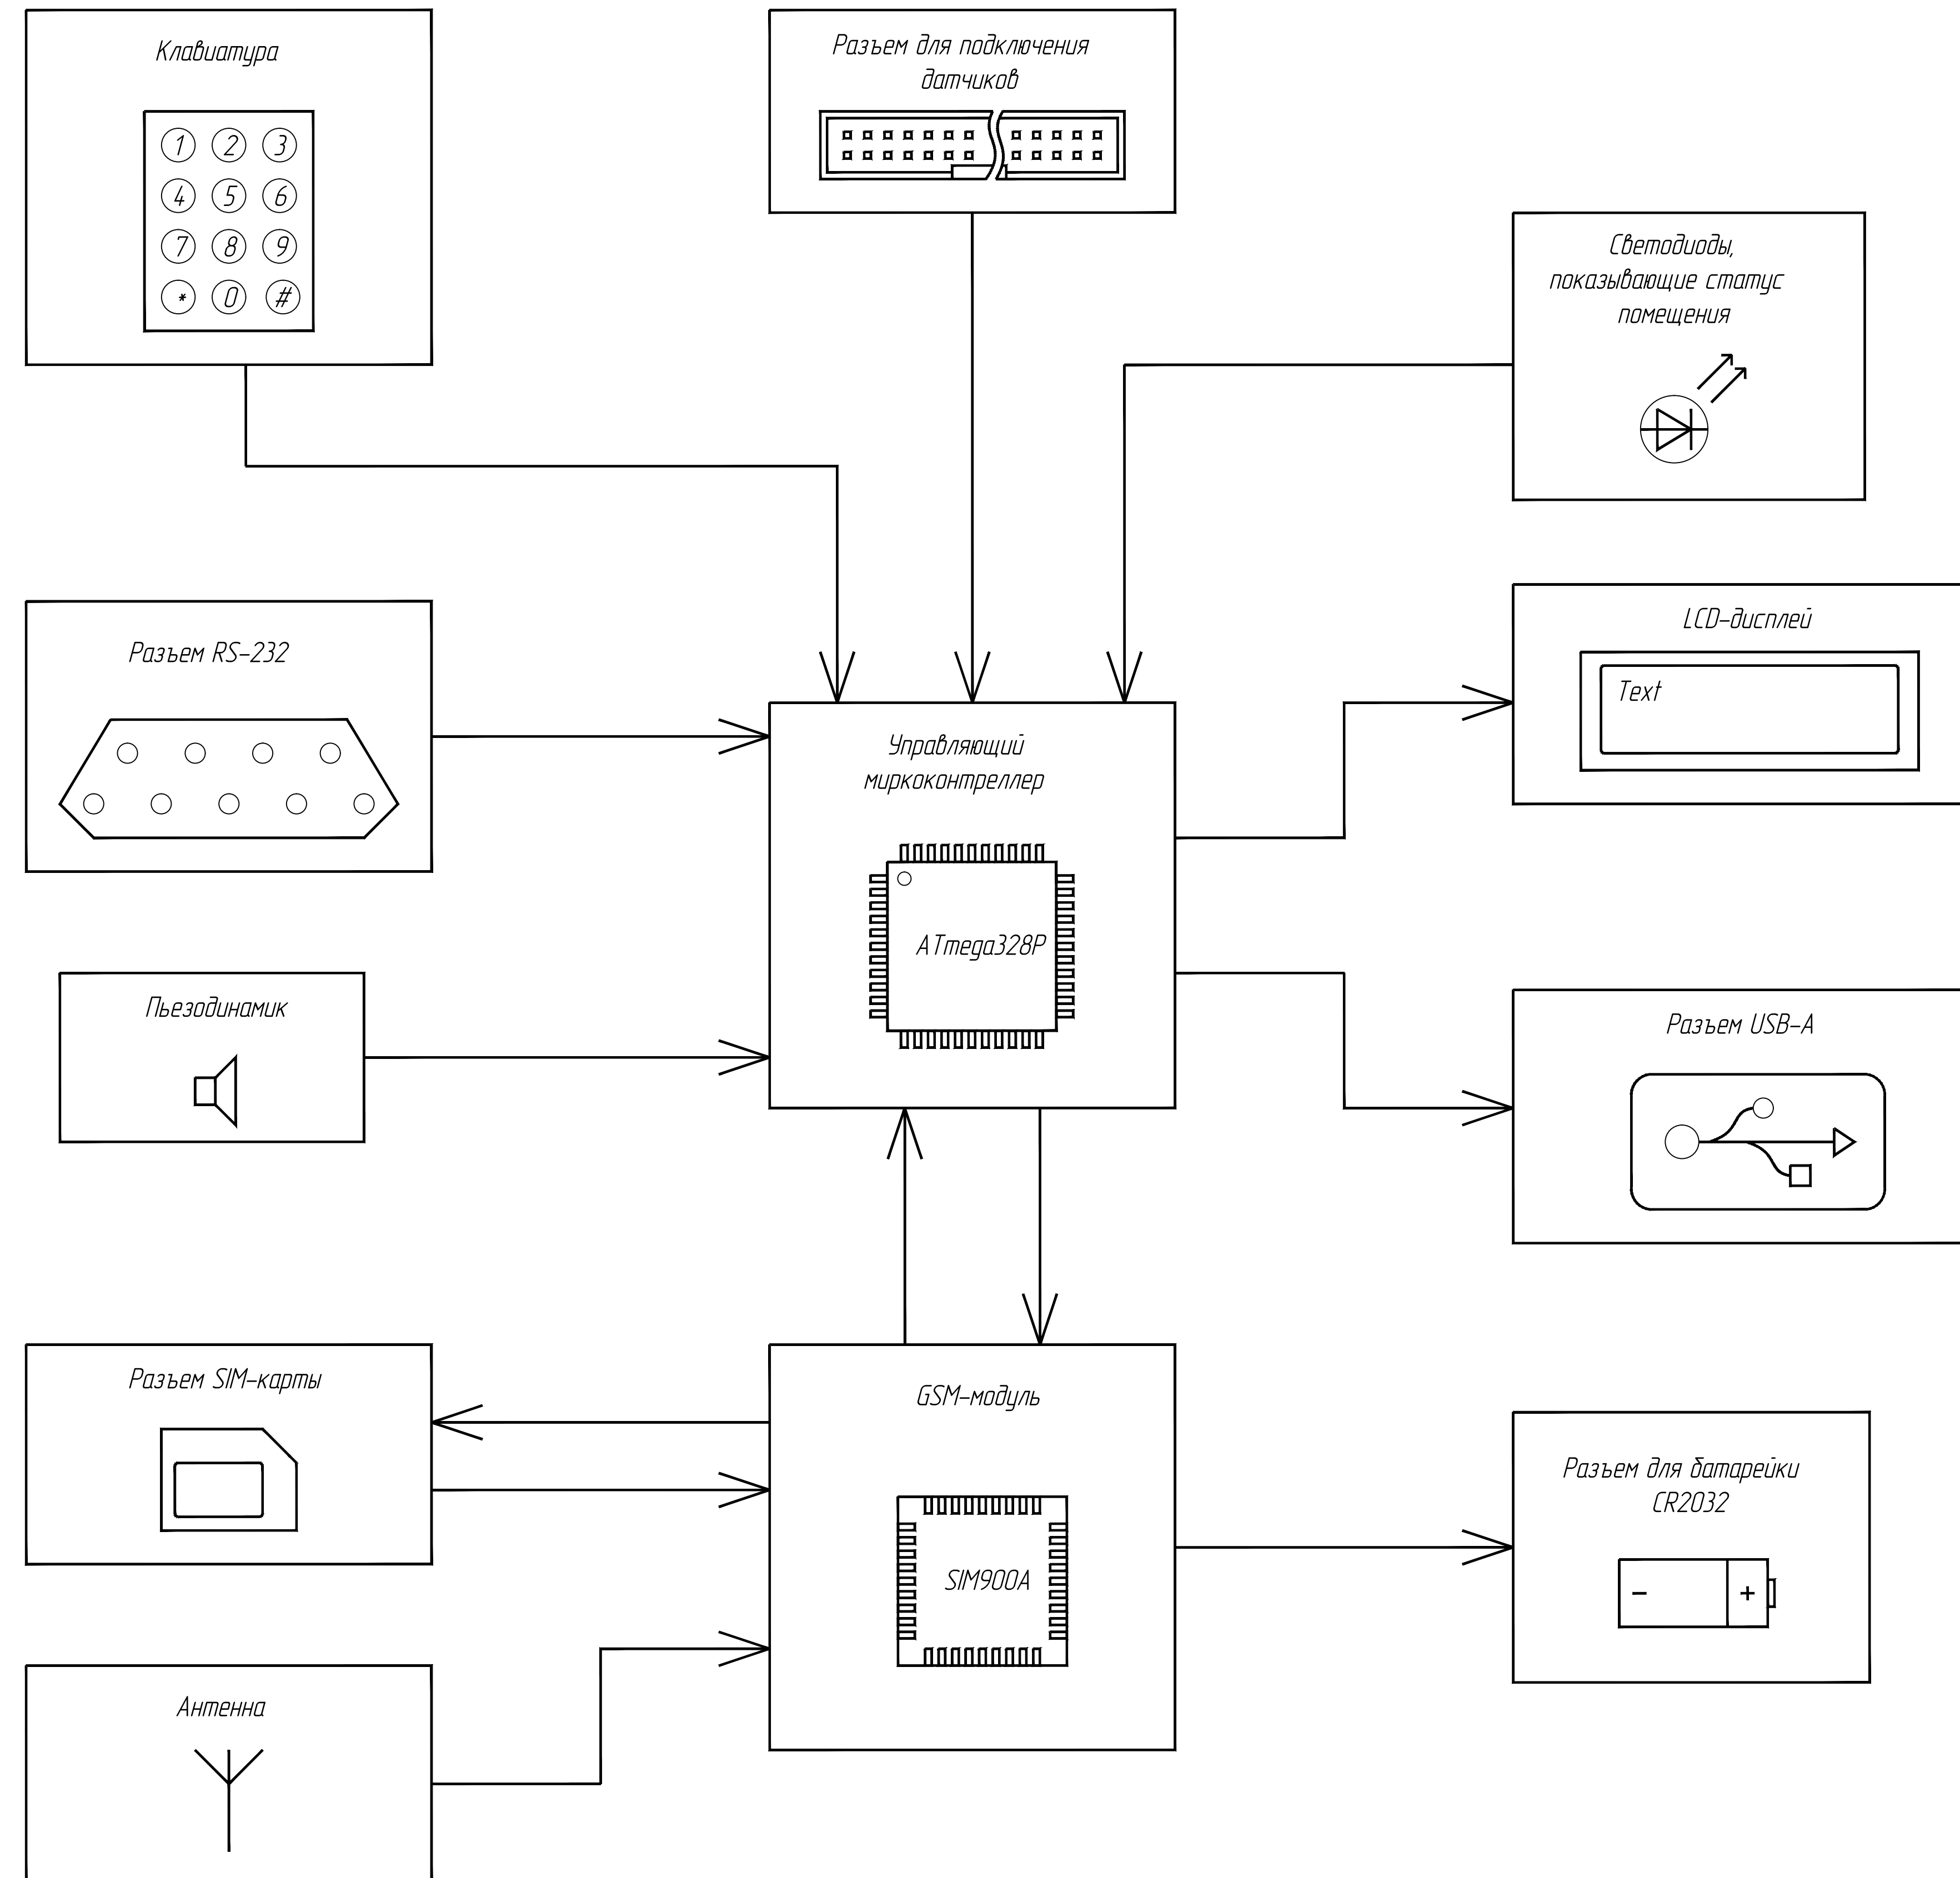 Клавиатура
1 2 3
4 5 6
7 8 9
* 0 #
Разъем для подключения
датчиков
Светодиоды,
показывающие статус
помещения
Разъем RS-232
LCD-дисплей
Text
Управляющий
миркоконтреллер
ATmega328P
Пьезодинамик
Разъем USB-A
Разъем SIM-карты
GSM-модуль
SIM900A
Разъем для батарейки
CR2032
- +
Антенна